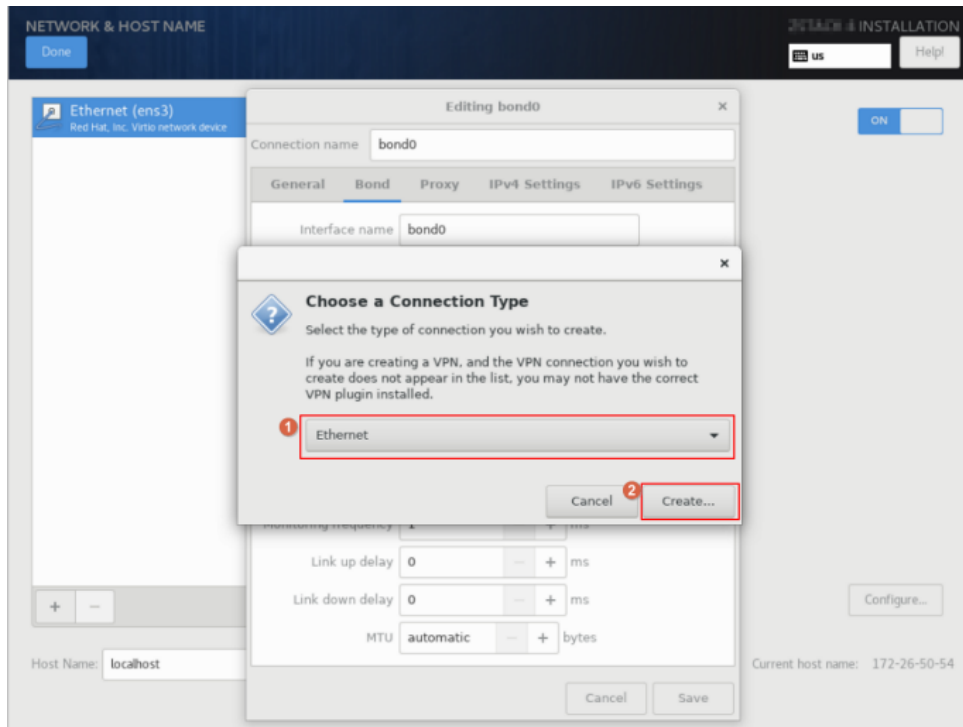 NETWORK & HOST NAME
INSTALLATION
Done
us
Help!
Ethernet (ens3)
Red Hat, Inc. Virtio network device
Editing bond0
ON
Connection name bond0
General Bond Proxy IPv4 Settings IPv6 Settings
Interface name bond0
Choose a Connection Type
Select the type of connection you wish to create.
If you are creating a VPN, and the VPN connection you wish to
create does not appear in the list, you may not have the correct
VPN plugin installed.
1
Ethernet
Cancel
2
Create...
Monitoring frequency 1 ms
Link up delay 0 ms
Link down delay 0 ms
Configure...
MTU automatic bytes
Host Name: localhost
Current host name: 172-26-50-54
Cancel Save